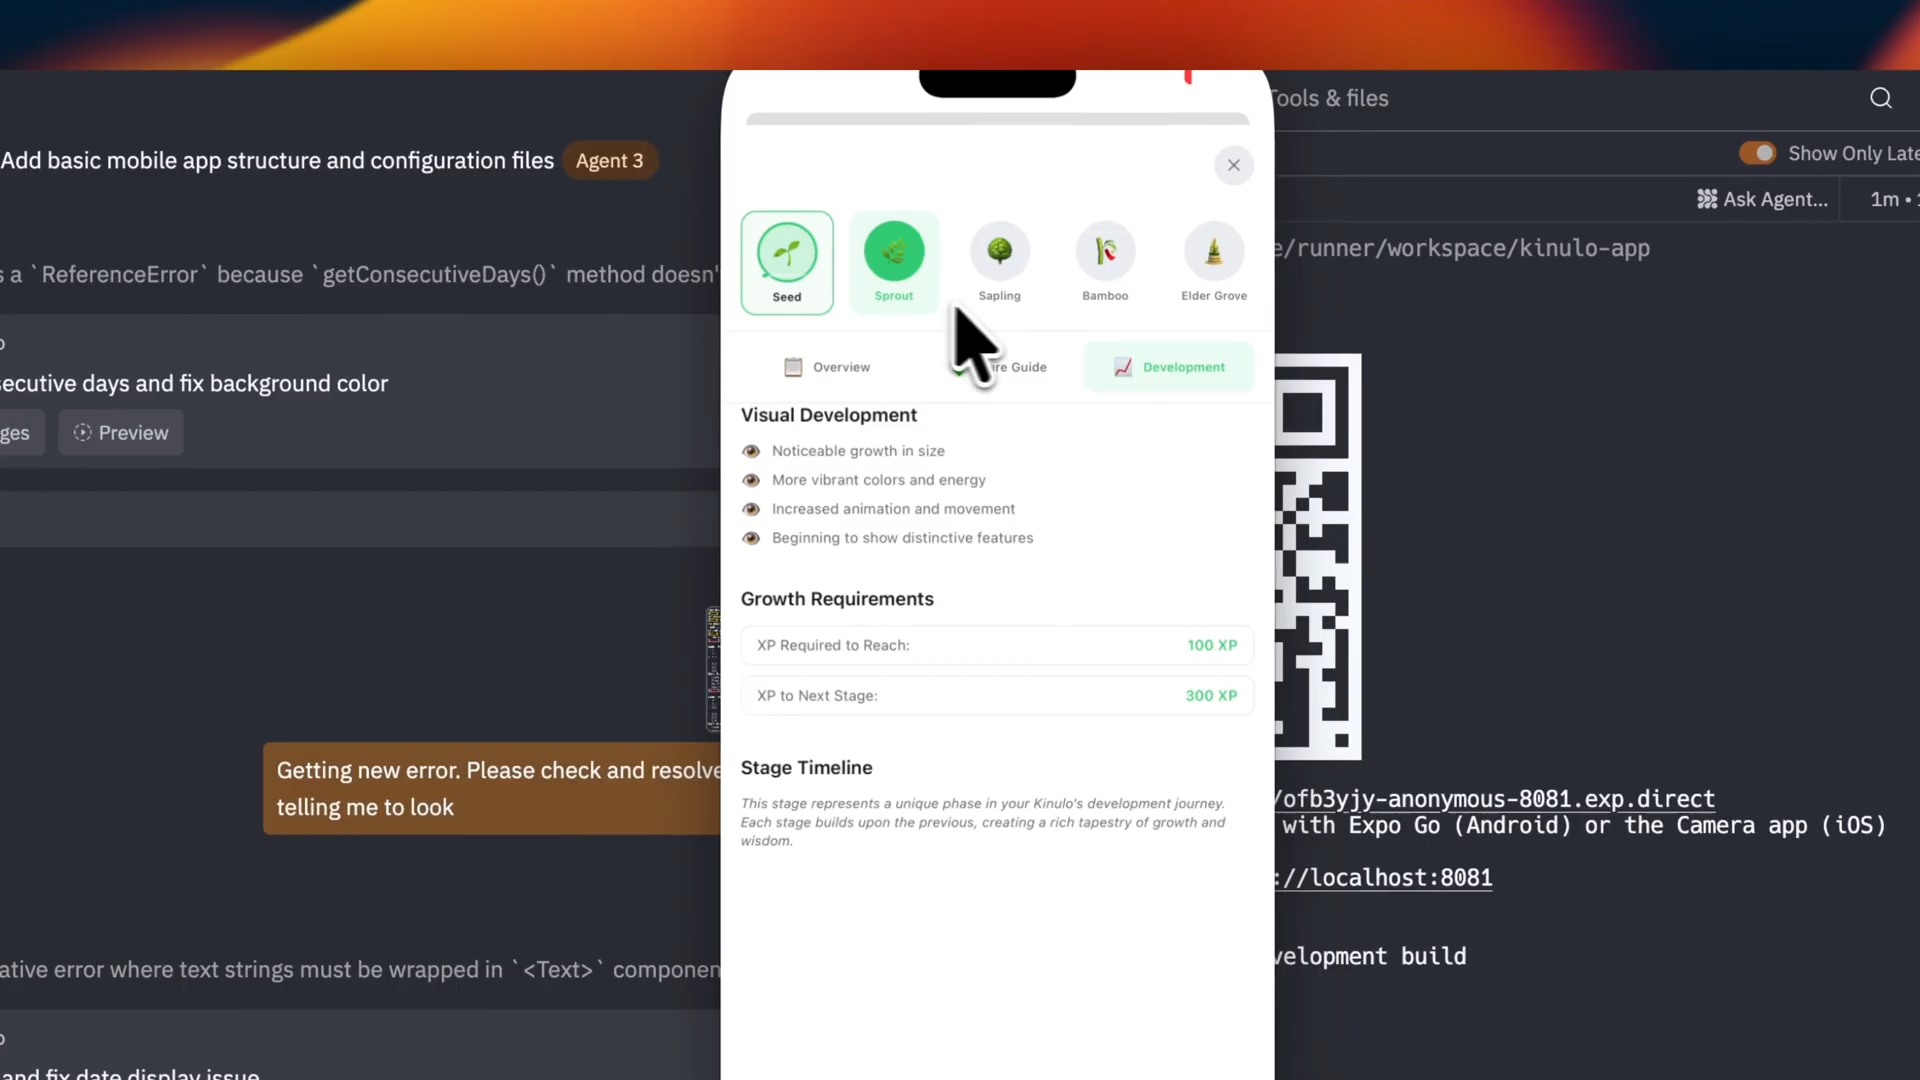 Tools & files
Add basic mobile app structure and configuration files
Agent 3
Show Only Late
Ask Agent...
1m •
s a `ReferenceError` because `getConsecutiveDays()` method doesn'
e/runner/workspace/kinulo-app
Seed
Sprout
Sapling
Bamboo
Elder Grove
secutive days and fix background color
Overview
re Guide
Development
ges
Preview
Visual Development
Noticeable growth in size
More vibrant colors and energy
Increased animation and movement
Beginning to show distinctive features
Growth Requirements
XP Required to Reach:
100 XP
XP to Next Stage:
300 XP
Getting new error. Please check and resolve
telling me to look
Stage Timeline
This stage represents a unique phase in your Kinulo's development journey.
Each stage builds upon the previous, creating a rich tapestry of growth and
wisdom.
/ofb3yjy-anonymous-8081.exp.direct
with Expo Go (Android) or the Camera app (iOS)
://localhost:8081
velopment build
ative error where text strings must be wrapped in `<Text>` componen
and fix date display issue